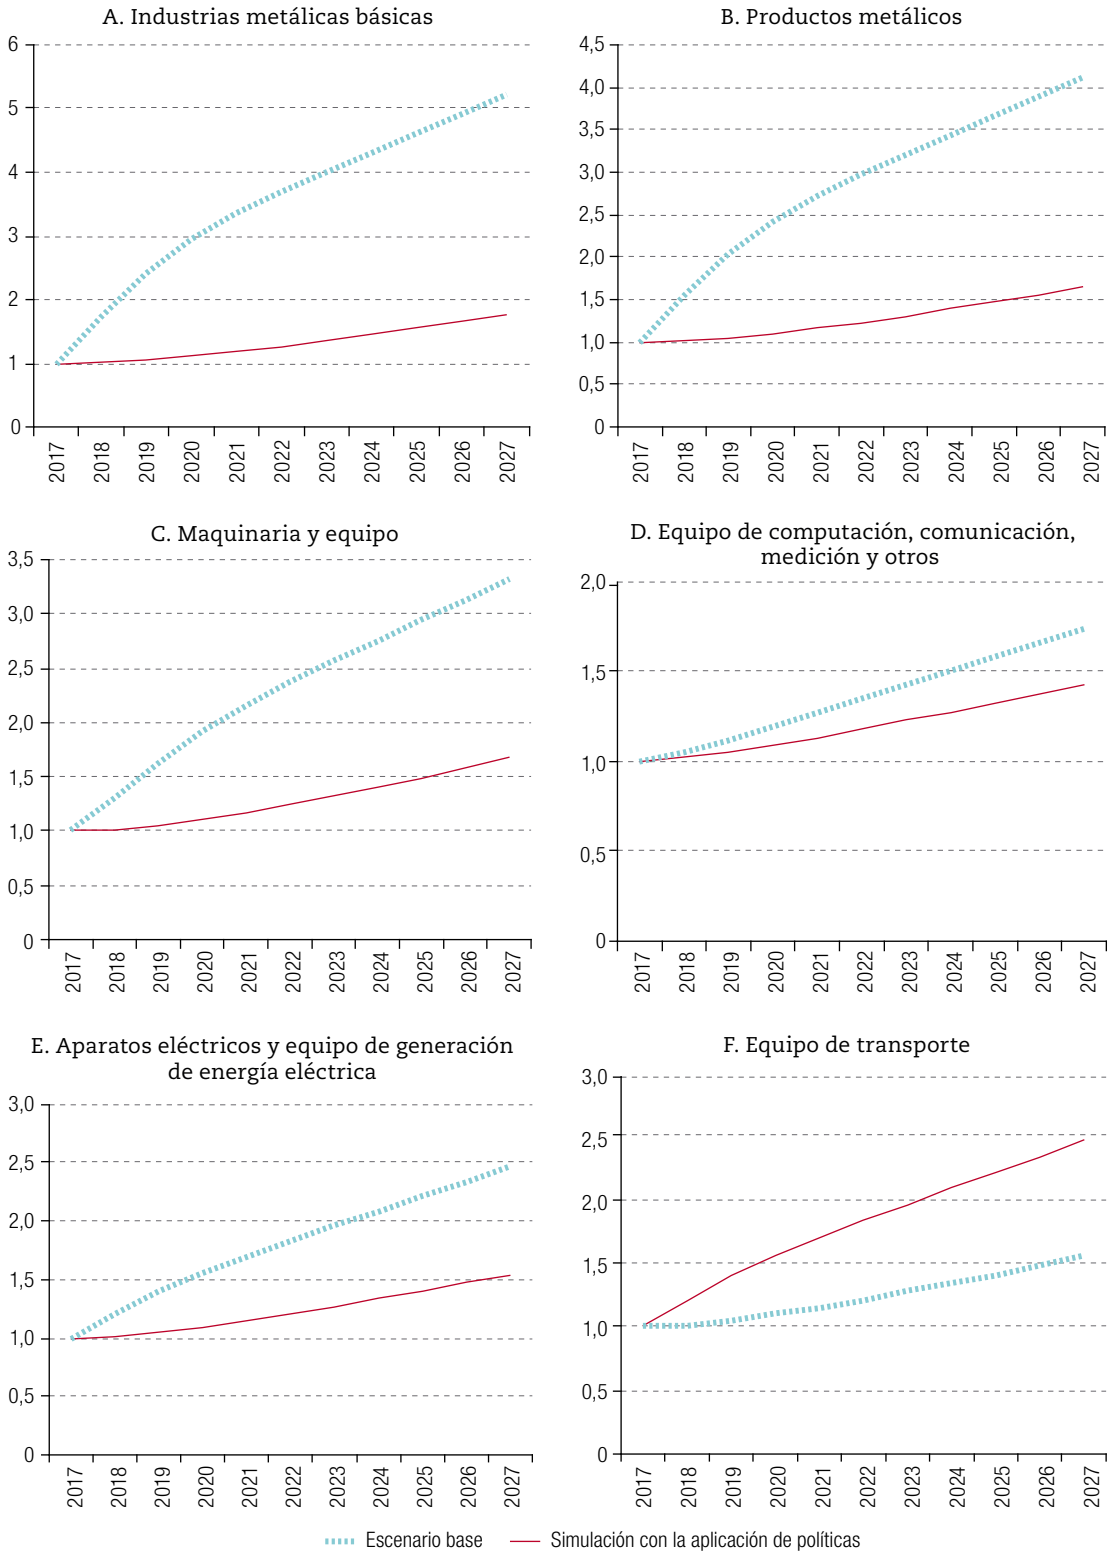 A. Industrias metálicas básicas
6
5
4
3
2
1
0
2017 2018 2019 2020 2021 2022 2023 2024 2025 2026 2027
B. Productos metálicos
4,5
4,0
3,5
3,0
2,5
2,0
1,5
1,0
0,5
0
2017 2018 2019 2020 2021 2022 2023 2024 2025 2026 2027
C. Maquinaria y equipo
3,5
3,0
2,5
2,0
1,5
1,0
0,5
0
2017 2018 2019 2020 2021 2022 2023 2024 2025 2026 2027
D. Equipo de computación, comunicación,
medición y otros
2,0
1,5
1,0
0,5
0
2017 2018 2019 2020 2021 2022 2023 2024 2025 2026 2027
E. Aparatos eléctricos y equipo de generación
de energía eléctrica
3,0
2,5
2,0
1,5
1,0
0,5
0
2017 2018 2019 2020 2021 2022 2023 2024 2025 2026 2027
F. Equipo de transporte
3,0
2,5
2,0
1,5
1,0
0,5
0
2017 2018 2019 2020 2021 2022 2023 2024 2025 2026 2027
Escenario base
Simulación con la aplicación de políticas